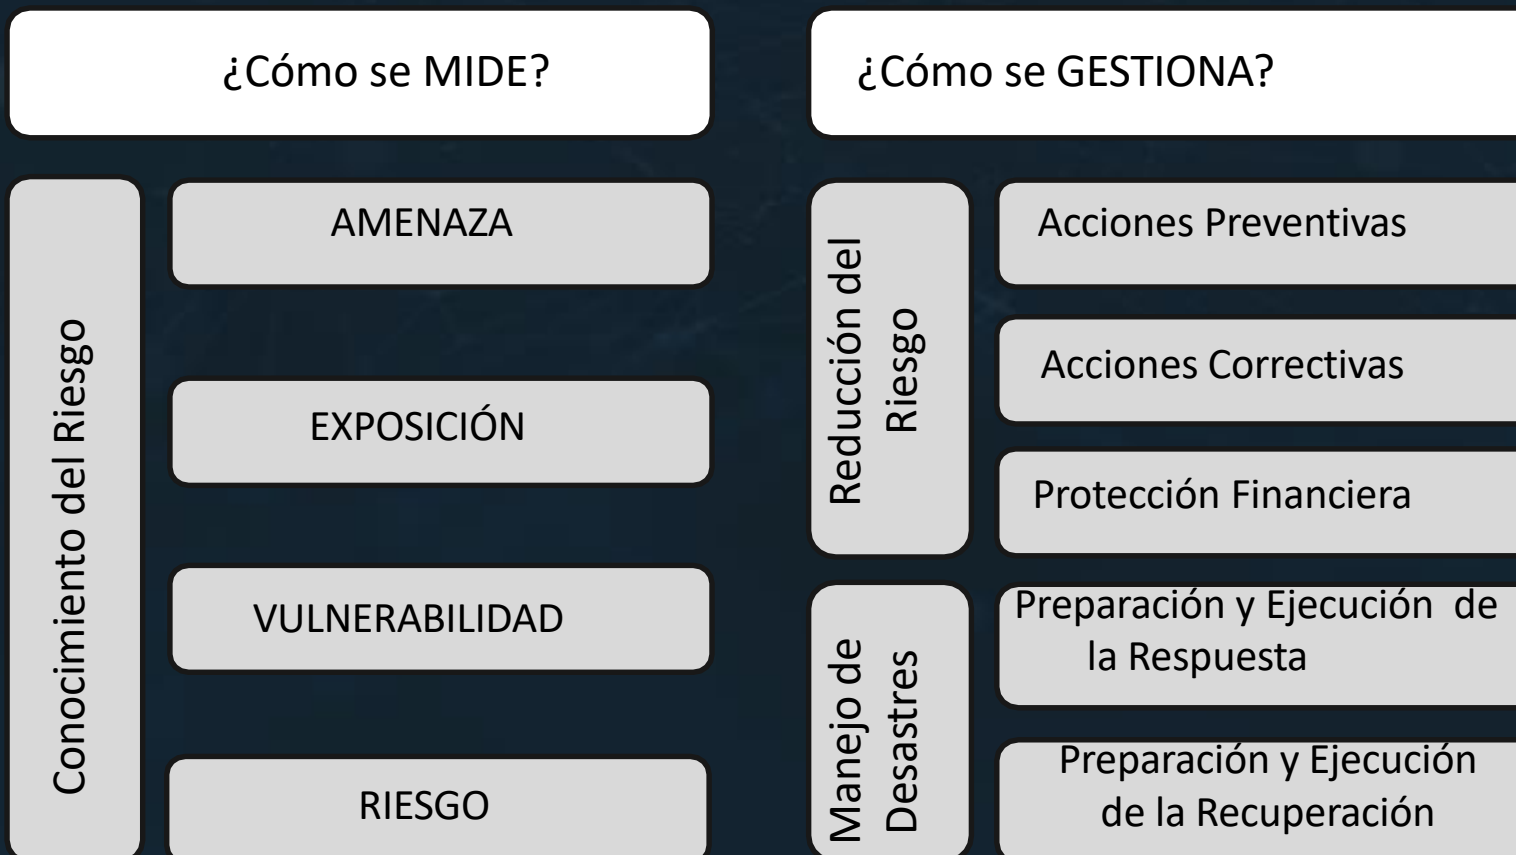 ¿Cómo se MIDE?
Conocimiento del Riesgo
AMENAZA
EXPOSICIÓN
VULNERABILIDAD
RIESGO
¿Cómo se GESTIONA?
Reducción del
Riesgo
Acciones Preventivas
Acciones Correctivas
Protección Financiera
Manejo de
Desastres
Preparación y Ejecución de
la Respuesta
Preparación y Ejecución
de la Recuperación